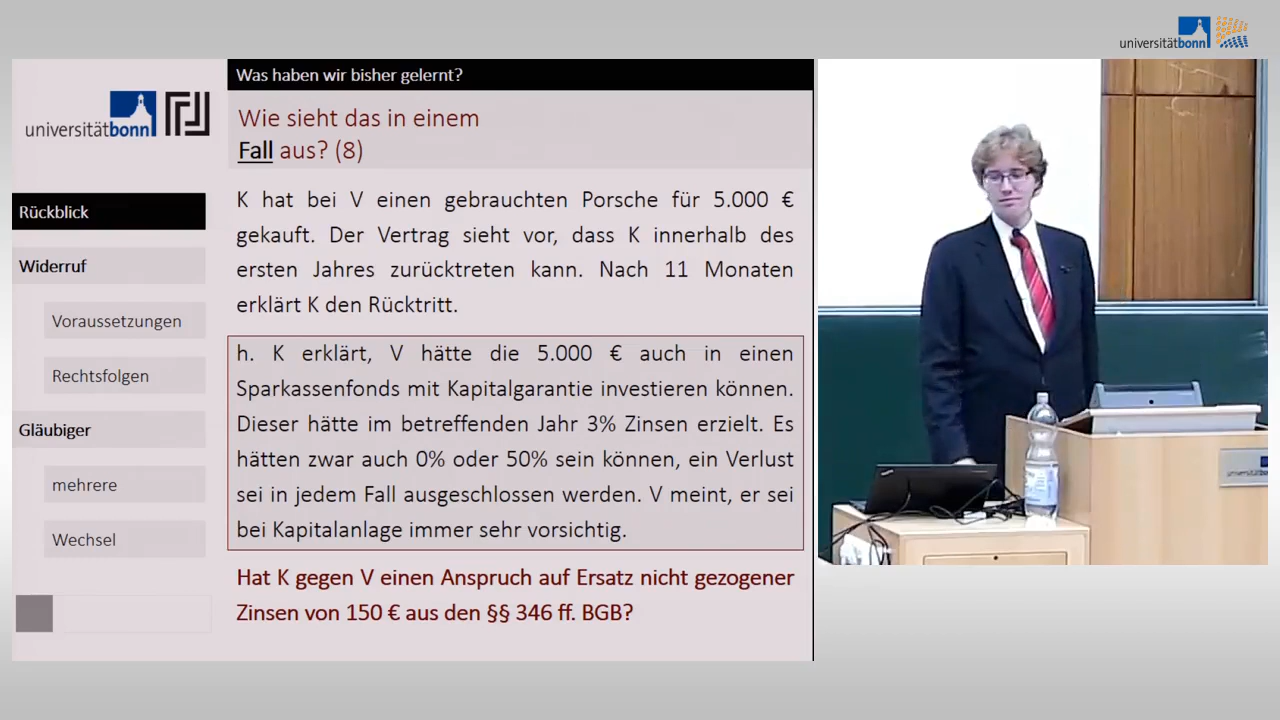 universitätbonn
Was haben wir bisher gelernt?
universitätbonn
Wie sieht das in einem
Fall aus? (8)
Rückblick
Widerruf
Voraussetzungen
Rechtsfolgen
Gläubiger
mehrere
Wechsel
K hat bei V einen gebrauchten Porsche für 5.000 €
gekauft. Der Vertrag sieht vor, dass K innerhalb des
ersten Jahres zurücktreten kann. Nach 11 Monaten
erklärt K den Rücktritt.
h. K erklärt, V hätte die 5.000 € auch in einen
Sparkassenfonds mit Kapitalgarantie investieren können.
Dieser hätte im betreffenden Jahr 3% Zinsen erzielt. Es
hätten zwar auch 0% oder 50% sein können, ein Verlust
sei in jedem Fall ausgeschlossen werden. V meint, er sei
bei Kapitalanlage immer sehr vorsichtig.
Hat K gegen V einen Anspruch auf Ersatz nicht gezogener
Zinsen von 150 € aus den §§ 346 ff. BGB?